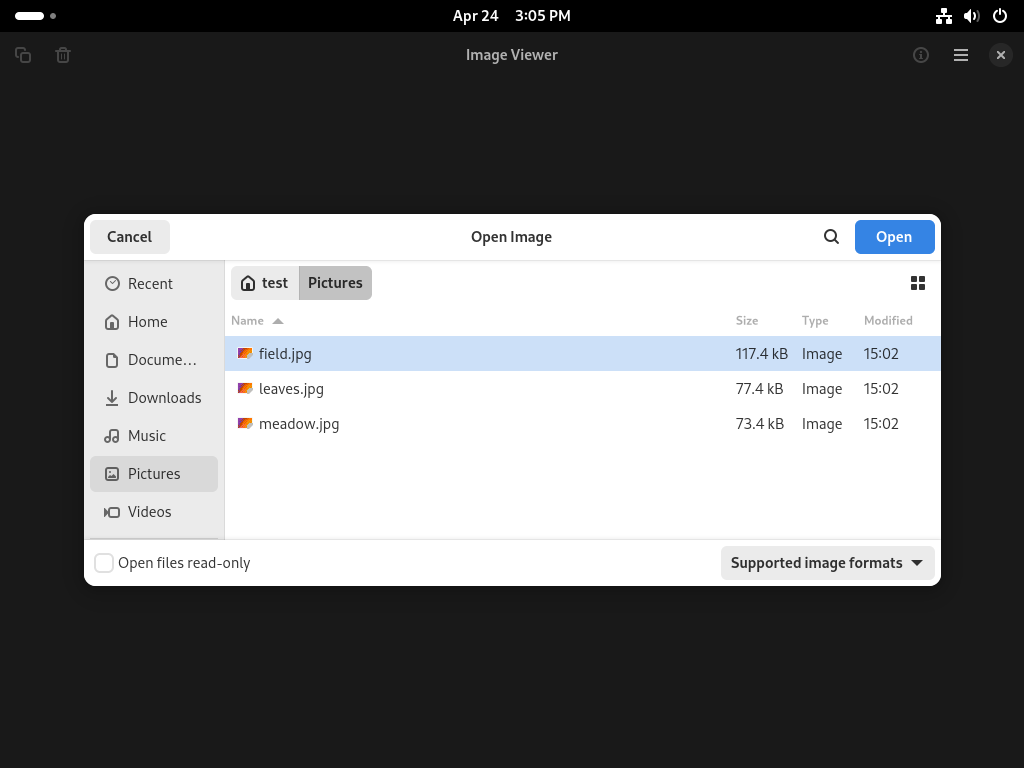 Apr 24 3:05 PM
Image Viewer
Cancel Open Image Open
Recent
Home
Docume...
Downloads
Music
Pictures
Videos
test Pictures
Name Size Type Modified
field.jpg 117.4 kB Image 15:02
leaves.jpg 77.4 kB Image 15:02
meadow.jpg 73.4 kB Image 15:02
Open files read-only Supported image formats